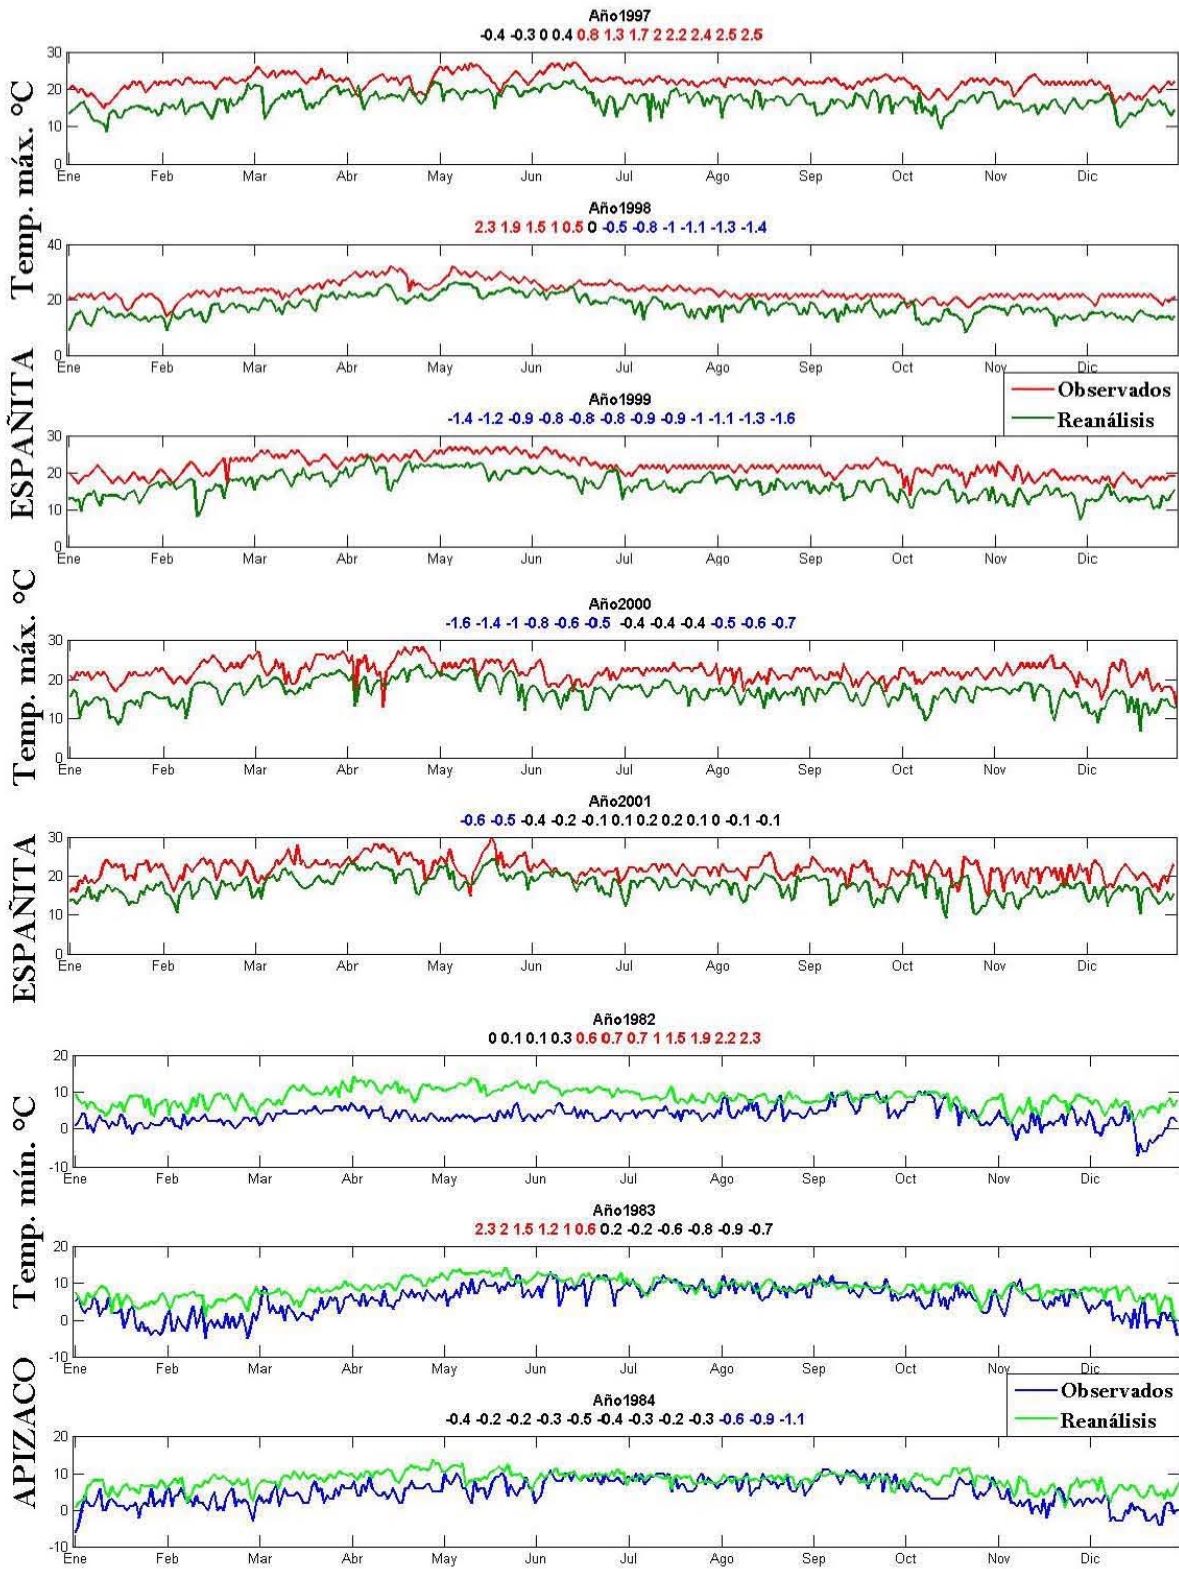 Año1997
-0.4 -0.3 0 0.4 0.8 1.3 1.7 2 2.2 2.4 2.5 2.5
30
20
10
0
Ene Feb Mar Abr May Jun Jul Ago Sep Oct Nov Dic
Temp. máx. °C
Año1998
2.3 1.9 1.5 1 0.5 0 -0.5 -0.8 -1 -1.1 -1.3 -1.4
40
20
0
Ene Feb Mar Abr May Jun Jul Ago Sep Oct Nov Dic
ESPAÑITA
Observados
Reanálisis
Año1999
-1.4 -1.2 -0.9 -0.8 -0.8 -0.8 -0.9 -0.9 -1 -1.1 -1.3 -1.6
30
20
10
0
Ene Feb Mar Abr May Jun Jul Ago Sep Oct Nov Dic
Temp. máx. °C
Año2000
-1.6 -1.4 -1 -0.8 -0.6 -0.5 -0.4 -0.4 -0.4 -0.5 -0.6 -0.7
30
20
10
0
Ene Feb Mar Abr May Jun Jul Ago Sep Oct Nov Dic
ESPAÑITA
Año2001
-0.6 -0.5 -0.4 -0.2 -0.1 0.1 0.2 0.2 0.1 0 -0.1 -0.1
30
20
10
0
Ene Feb Mar Abr May Jun Jul Ago Sep Oct Nov Dic
Temp. mín. °C
Año1982
0 0.1 0.1 0.3 0.6 0.7 0.7 1 1.5 1.9 2.2 2.3
20
10
0
-10
Ene Feb Mar Abr May Jun Jul Ago Sep Oct Nov Dic
Año1983
2.3 2 1.5 1.2 1 0.6 0.2 -0.2 -0.6 -0.8 -0.9 -0.7
20
10
0
-10
Ene Feb Mar Abr May Jun Jul Ago Sep Oct Nov Dic
APIZACO
Observados
Reanálisis
Año1984
-0.4 -0.2 -0.2 -0.3 -0.5 -0.4 -0.3 -0.2 -0.3 -0.6 -0.9 -1.1
20
10
0
-10
Ene Feb Mar Abr May Jun Jul Ago Sep Oct Nov Dic